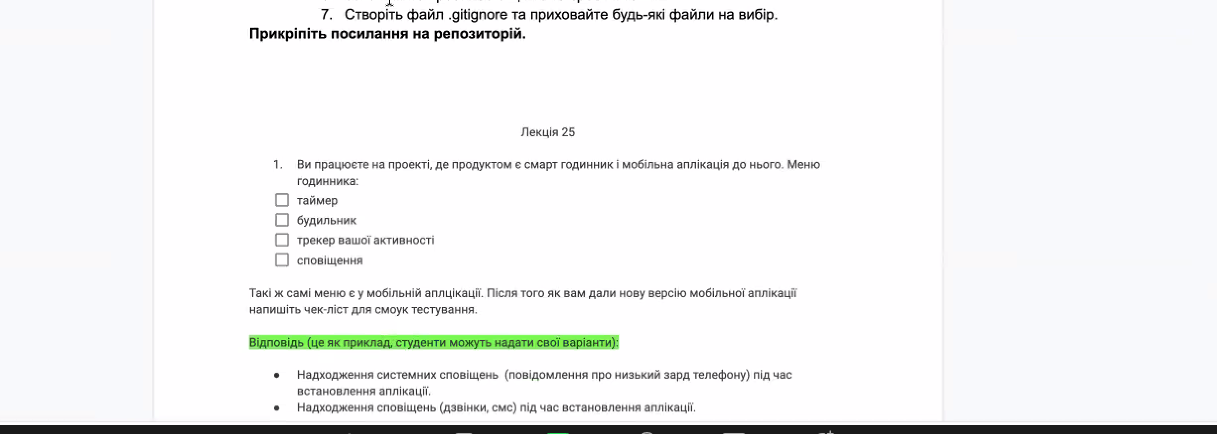 7. Створіть файл .gitignore та приховайте будь-які файли на вибір.
Прикріпіть посилання на репозиторій.
Лекція 25
1. Ви працюєте на проекті, де продуктом є смарт годинник і мобільна аплікація до нього. Меню
годинника:
таймер
будильник
трекер вашої активності
сповіщення
Такі ж самі меню є у мобільній аплцікації. Після того як вам дали нову версію мобільної аплікації
напишіть чек-ліст для смоук тестування.
Відповідь (це як приклад, студенти можуть надати свої варіанти):
● Надходження системних сповіщень (повідомлення про низький зард телефону) під час
встановлення аплікації.
● Надходження сповіщень (дзвінки, смс) під час встановлення аплікації.